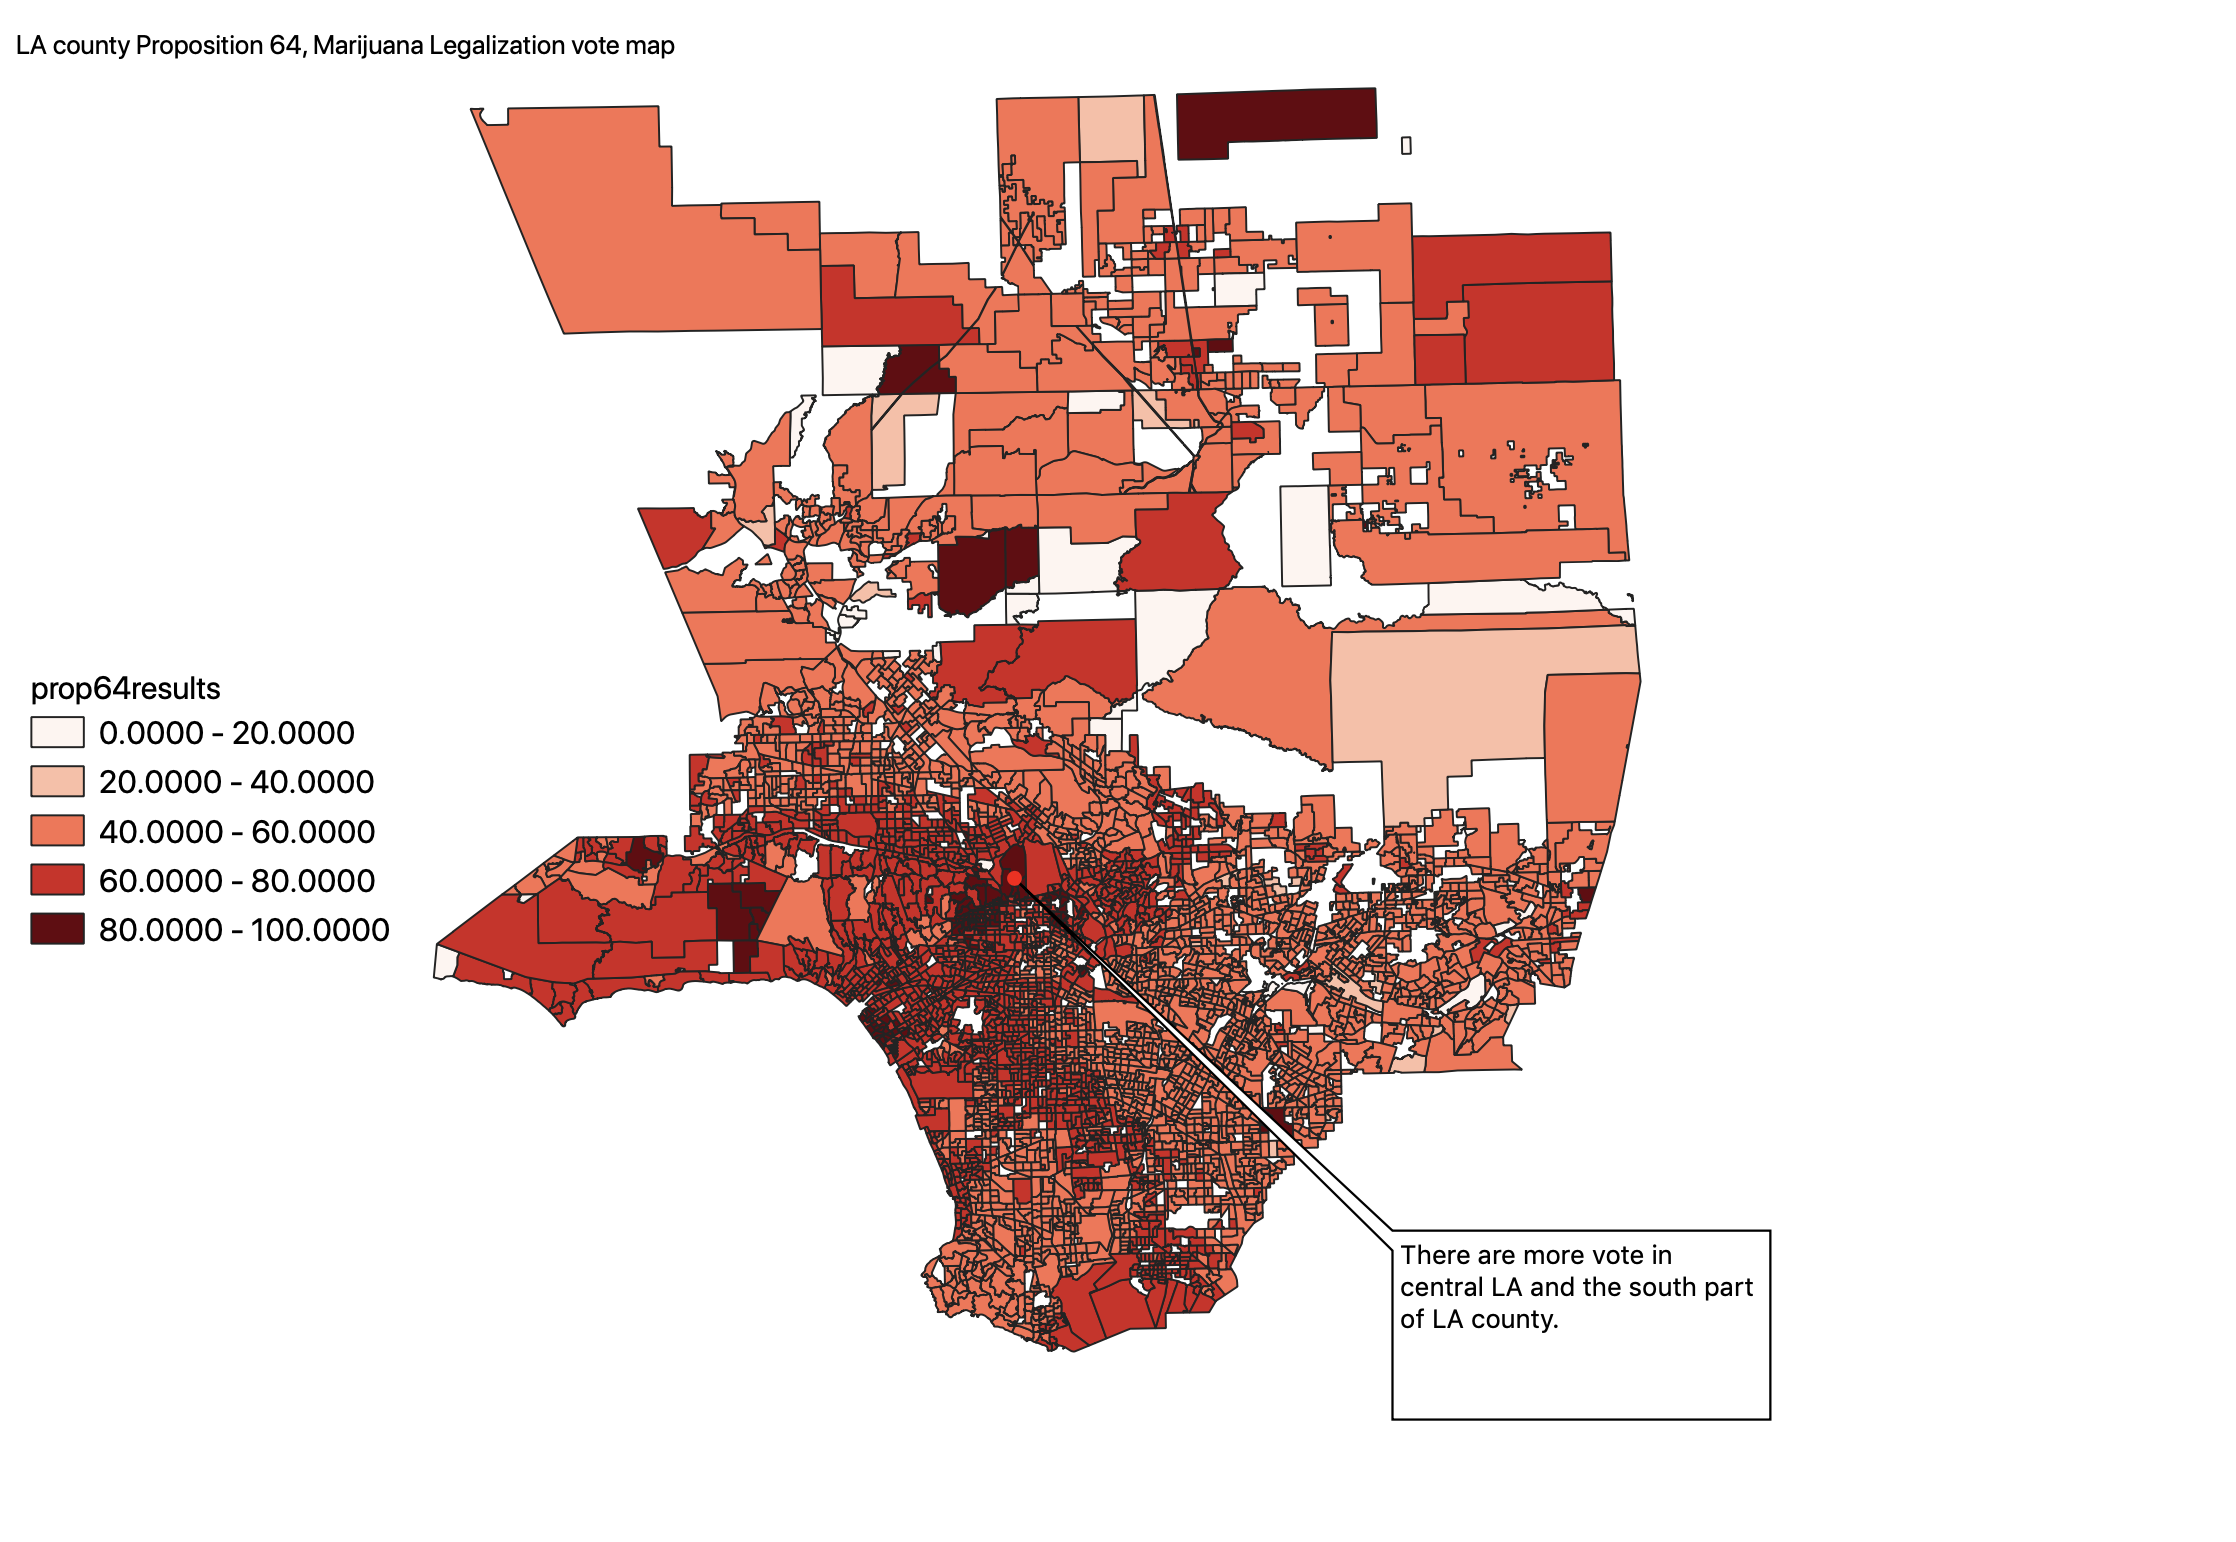 LA county Proposition 64, Marijuana Legalization vote map
prop64results
0.0000 - 20.0000
20.0000 - 40.0000
40.0000 - 60.0000
60.0000 - 80.0000
80.0000 - 100.0000
There are more vote in
central LA and the south part
of LA county.